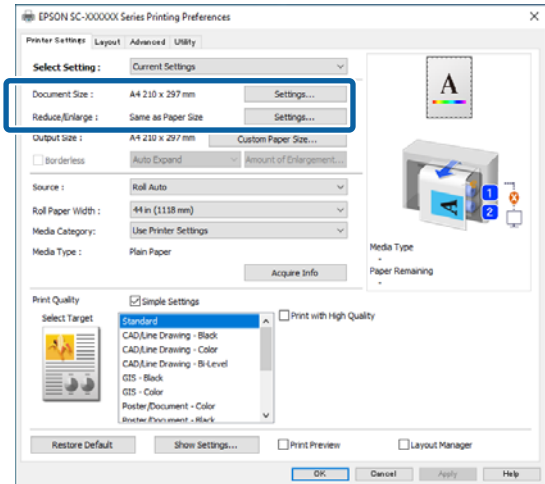 EPSON SC-XXXXXX Series Printing Preferences
Printer Settings Layout Advanced Utility
Select Setting : Current Settings
Document Size : A4 210 x 297 mm Settings...
Reduce/Enlarge : Same as Paper Size Settings...
Output Size : A4 210 x 297 mm Custom Paper Size...
Borderless Auto Expand Amount of Enlargement...
Source : Roll Auto
Roll Paper Width : 44 in (1118 mm)
Media Category: Use Printer Settings
Media Type : Plain Paper
Acquire Info
A
A
1
2
Media Type
-
Paper Remaining
-
Print Quality Simple Settings
Select Target
Standard
CAD/Line Drawing - Black
CAD/Line Drawing - Color
CAD/Line Drawing - Bi-Level
GIS - Black
GIS - Color
Poster/Document - Color
Poster/Document - Black
Print with High Quality
Restore Default Show Settings... Print Preview Layout Manager
OK Cancel Apply Help